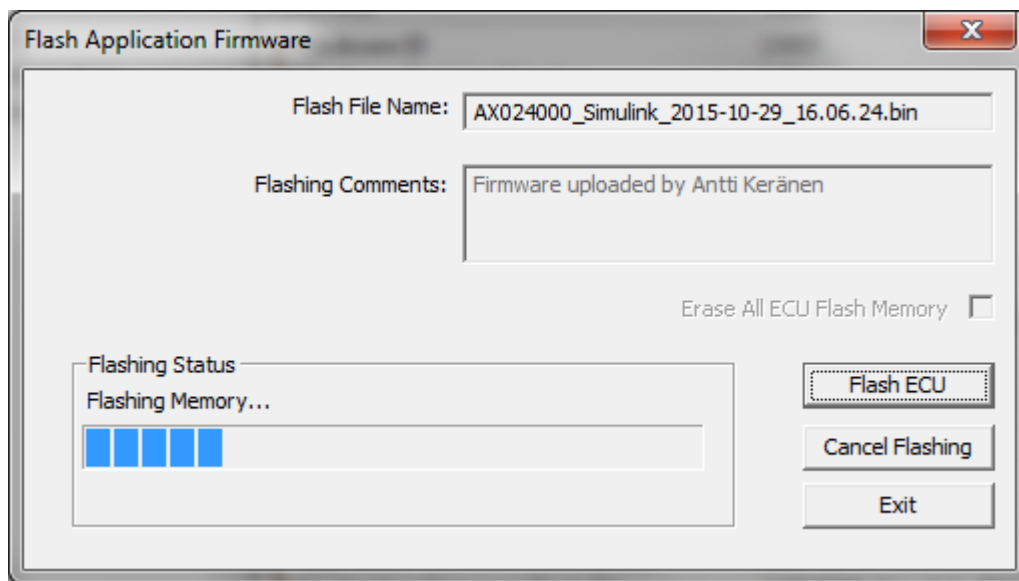 Flash Application Firmware
Flash File Name: AX024000_Simulink_2015-10-29_16.06.24.bin
Flashing Comments: Firmware uploaded by Antti Keränen
Erase All ECU Flash Memory
Flashing Status
Flashing Memory...
Flash ECU
Cancel Flashing
Exit